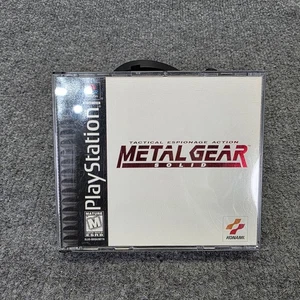 PlayStation
TACTICAL ESPIONAGE ACTION
METAL GEAR
SOLID
MATURE
M
KONAMI